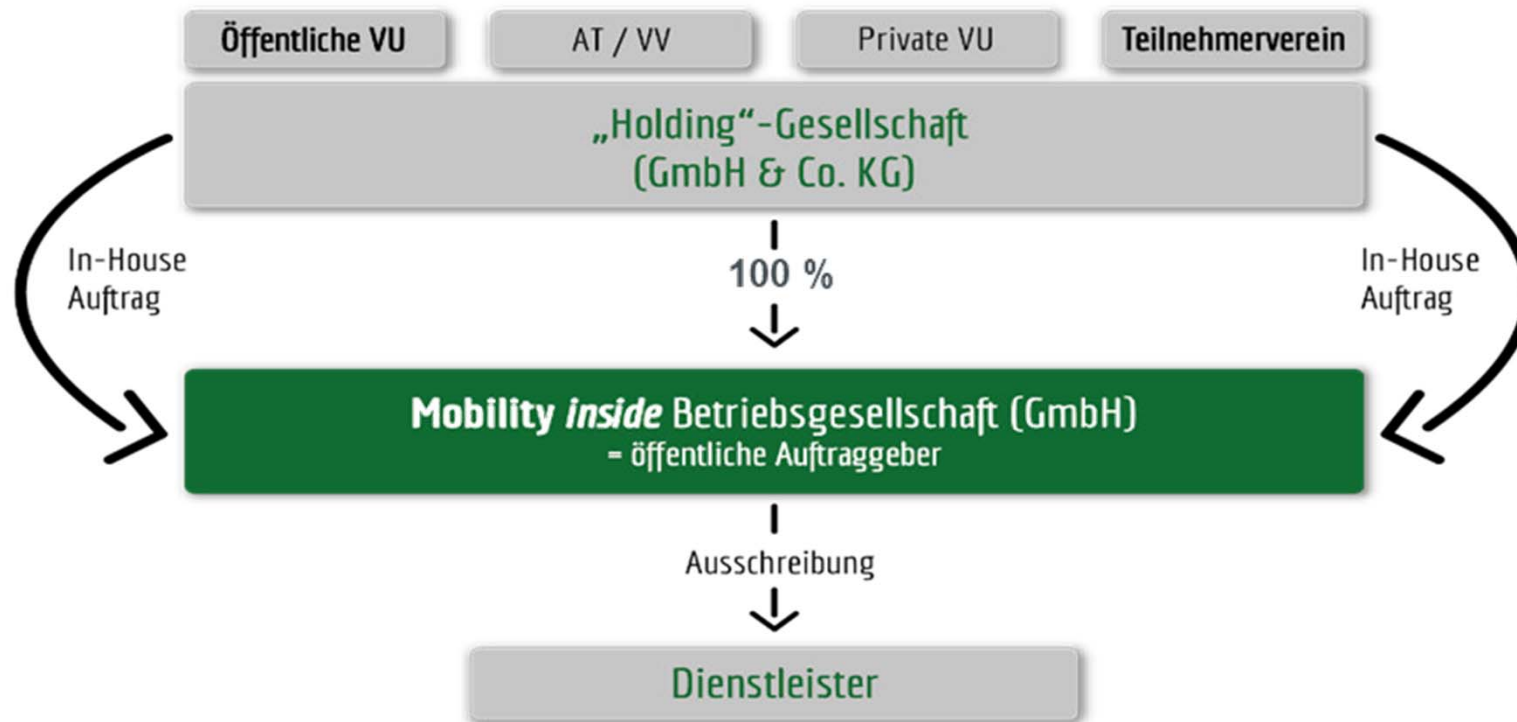 Öffentliche VU
AT / VV
Private VU
Teilnehmerverein
„Holding“-Gesellschaft
(GmbH & Co. KG)
In-House
Auftrag
100 %
In-House
Auftrag
Mobility inside Betriebsgesellschaft (GmbH)
= öffentliche Auftraggeber
Ausschreibung
Dienstleister